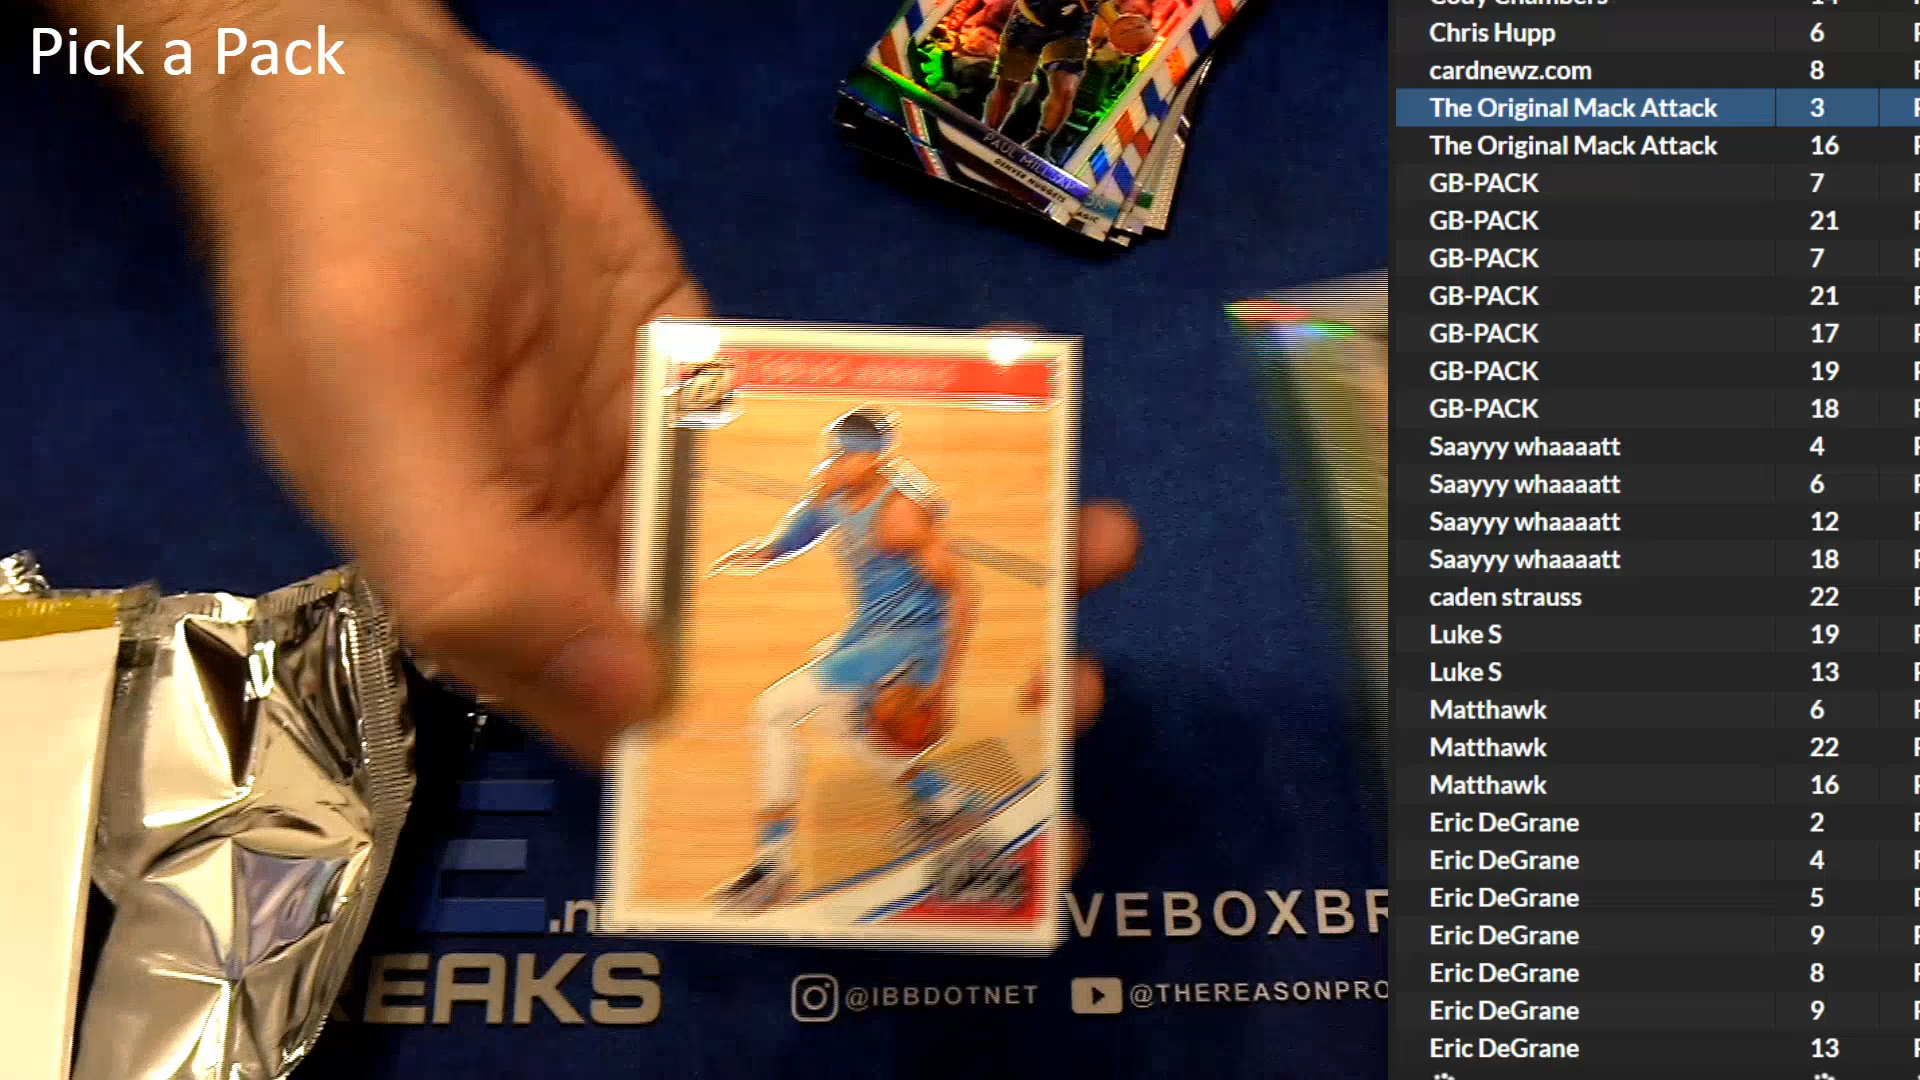 Pick a Pack
Chris Hupp 6
cardnewz.com 8
The Original Mack Attack 3
The Original Mack Attack 16
GB-PACK 7
GB-PACK 21
GB-PACK 7
GB-PACK 21
GB-PACK 17
GB-PACK 19
GB-PACK 18
Saayyy whaaaatt 4
Saayyy whaaaatt 6
Saayyy whaaaatt 12
Saayyy whaaaatt 18
caden strauss 22
Luke S 19
Luke S 13
Matthawk 6
Matthawk 22
Matthawk 16
Eric DeGrane 2
Eric DeGrane 4
Eric DeGrane 5
Eric DeGrane 9
Eric DeGrane 8
Eric DeGrane 9
Eric DeGrane 13
PAUL MILLSAP
DENVER NUGGETS
VEBOXBR
EAKS
@IBBDOTNET
@THEREASONPRO